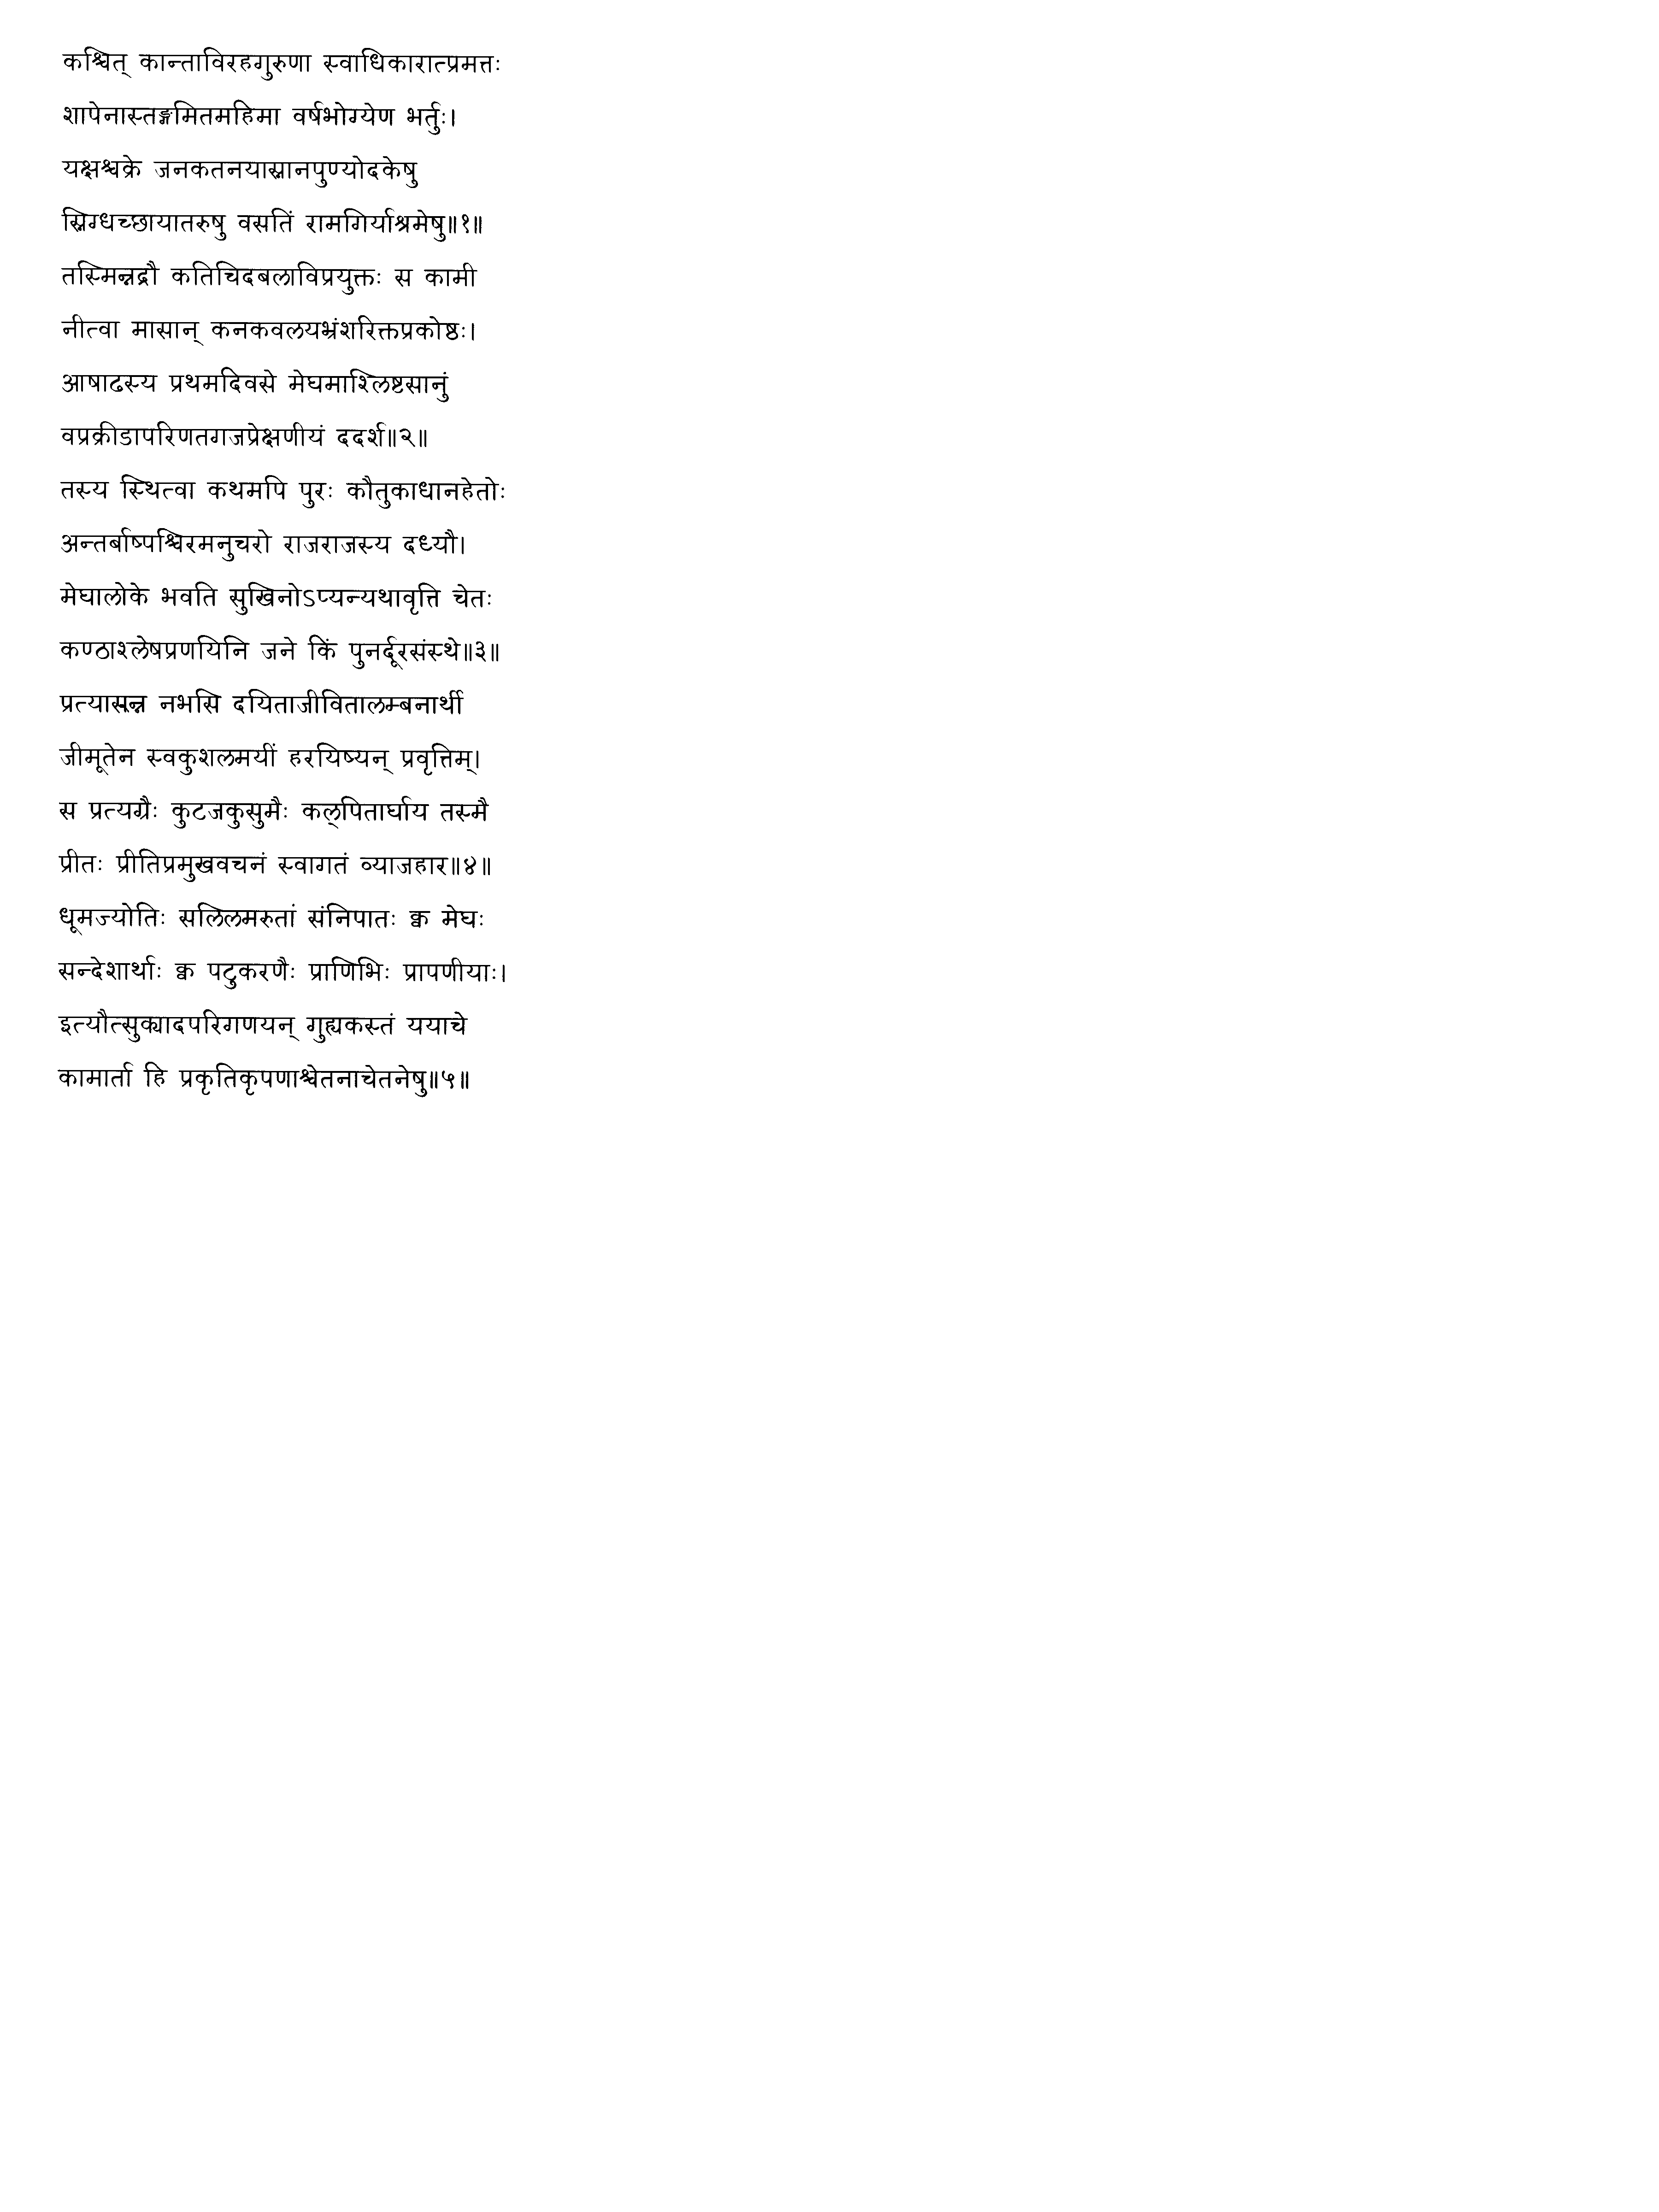 कश्चित् कान्ताविरहगुरुणा स्वाधिकारात्प्रमत्तः
शापेनास्तङ्गमितमहिमा वर्षभोग्येण भर्तुः।
यक्षश्चक्रे जनकतनयास्नानपुण्योदकेषु
स्निग्धच्छायातरुषु वसतिं रामगिर्याश्रमेषु॥१॥
तस्मिन्नद्रौ कतिचिदबलाविप्रयुक्तः स कामी
नीत्वा मासान् कनकवलयभ्रंशरिक्तप्रकोष्ठः।
आषाढस्य प्रथमदिवसे मेघमाश्लिष्टसानुं
वप्रक्रीडापरिणतगजप्रेक्षणीयं ददर्श॥२॥
तस्य स्थित्वा कथमपि पुरः कौतुकाधानहेतोः
अन्तर्बाष्पश्चिरमनुचरो राजराजस्य दध्यौ।
मेघालोके भवति सुखिनोऽप्यन्यथावृत्ति चेतः
कण्ठाश्लेषप्रणयिनि जने किं पुनर्दूरसंस्थे॥३॥
प्रत्यासन्न नभसि दयिताजीवितालम्बनार्थी
जीमूतेन स्वकुशलमयीं हरयिष्यन् प्रवृत्तिम्।
स प्रत्यग्रैः कुटजकुसुमैः कल्पितार्घाय तस्मै
प्रीतः प्रीतिप्रमुखवचनं स्वागतं व्याजहार॥४॥
धूमज्योतिः सलिलमरुतां संनिपातः क्व मेघः
सन्देशार्थाः क्व पटुकरणैः प्राणिभिः प्रापणीयाः।
इत्यौत्सुक्यादपरिगणयन् गुह्यकस्तं ययाचे
कामार्ता हि प्रकृतिकृपणाश्चेतनाचेतनेषु॥५॥